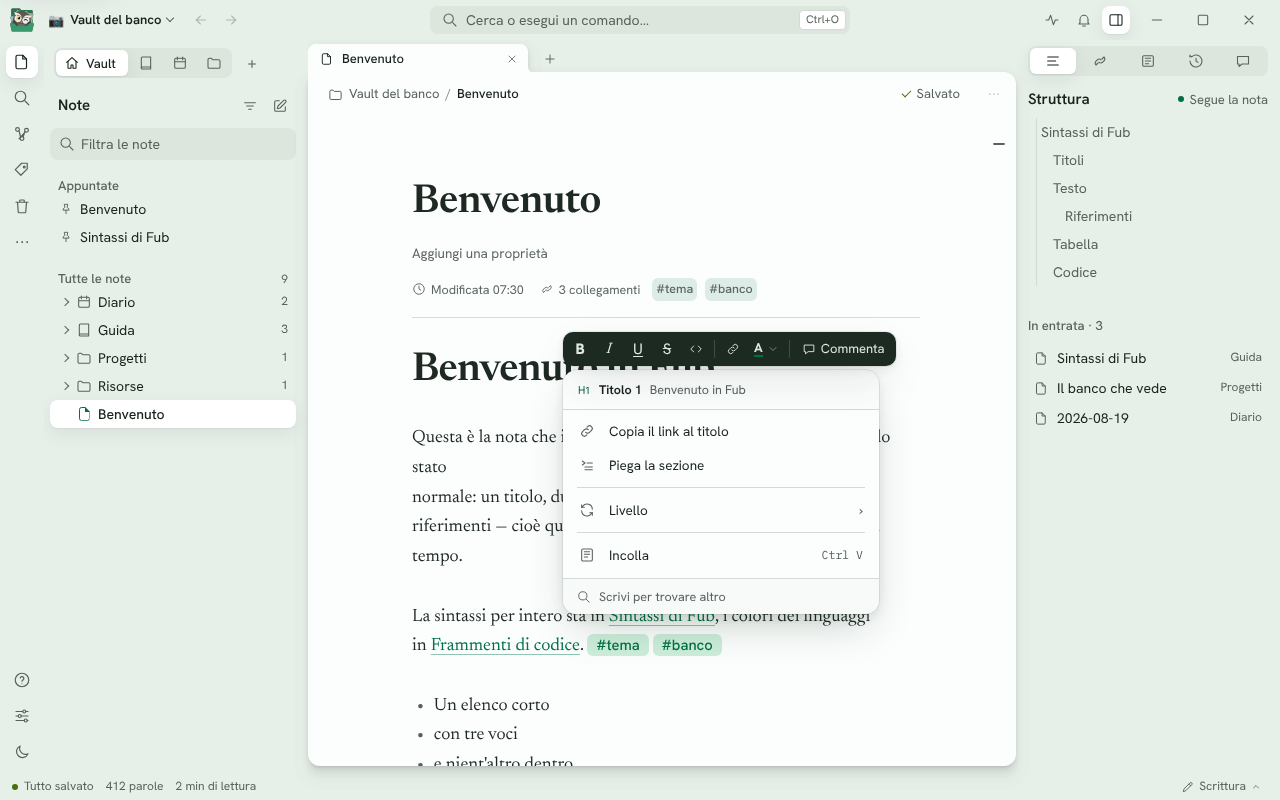 Vault del banco
Cerca o esegui un comando…
Ctrl+O
Vault
Note
Filtra le note
Appuntate
Benvenuto
Sintassi di Fub
Tutte le note 9
Diario 2
Guida 3
Progetti 1
Risorse 1
Benvenuto
Benvenuto
Vault del banco / Benvenuto
Salvato
Benvenuto
Aggiungi una proprietà
Modificata 07:30 3 collegamenti #tema #banco
B I U S A Commenta
Benvenuto in Fub
H1 Titolo 1 Benvenuto in Fub
Copia il link al titolo
Piega la sezione
Livello
Incolla Ctrl V
Scrivi per trovare altro
Questa è la nota che
stato
normale: un titolo,
riferimenti — cioè
tempo.
La sintassi per intero sta in Sintassi di Fub, i colori dei linguaggi
in Frammenti di codice. #tema #banco
• Un elenco corto
• con tre voci
• e nient'altro dentro
Struttura
Segue la nota
Sintassi di Fub
Titoli
Testo
Riferimenti
Tabella
Codice
In entrata · 3
Sintassi di Fub Guida
Il banco che vede Progetti
2026-08-19 Diario
Tutto salvato 412 parole 2 min di lettura
Scrittura